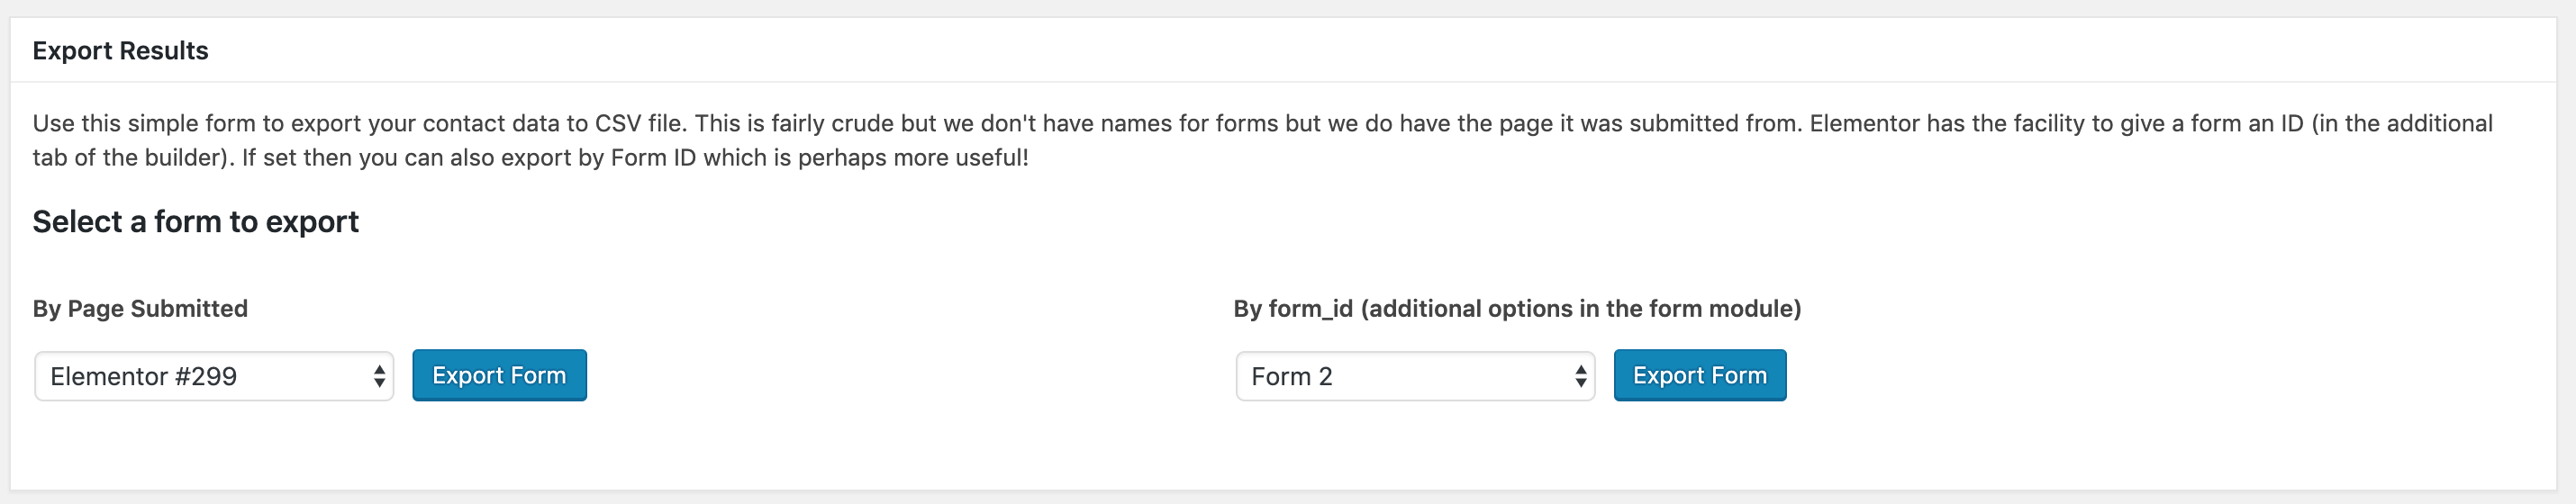 Export Results
Use this simple form to export your contact data to CSV file. This is fairly crude but we don't have names for forms but we do have the page it was submitted from. Elementor has the facility to give a form an ID (in the additional
tab of the builder). If set then you can also export by Form ID which is perhaps more useful!
Select a form to export
By Page Submitted
Elementor #299
Export Form
By form_id (additional options in the form module)
Form 2
Export Form